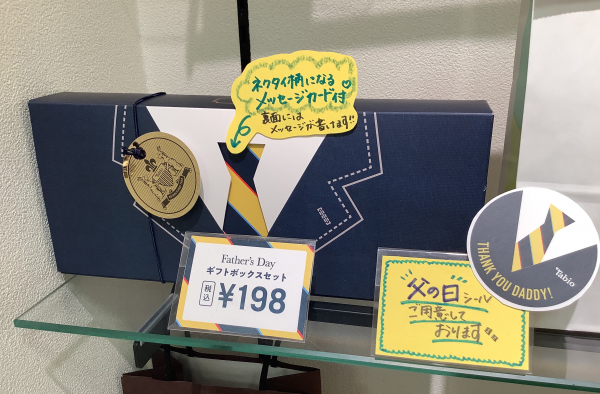 ネクタイ柄になる
メッセージカード付
裏面には
メッセージが書けます!!
Father's Day
ギフトボックスセット
税込
¥198
父の日シール
ご用意して
おります
THANK YOU DADDY!
Tabio